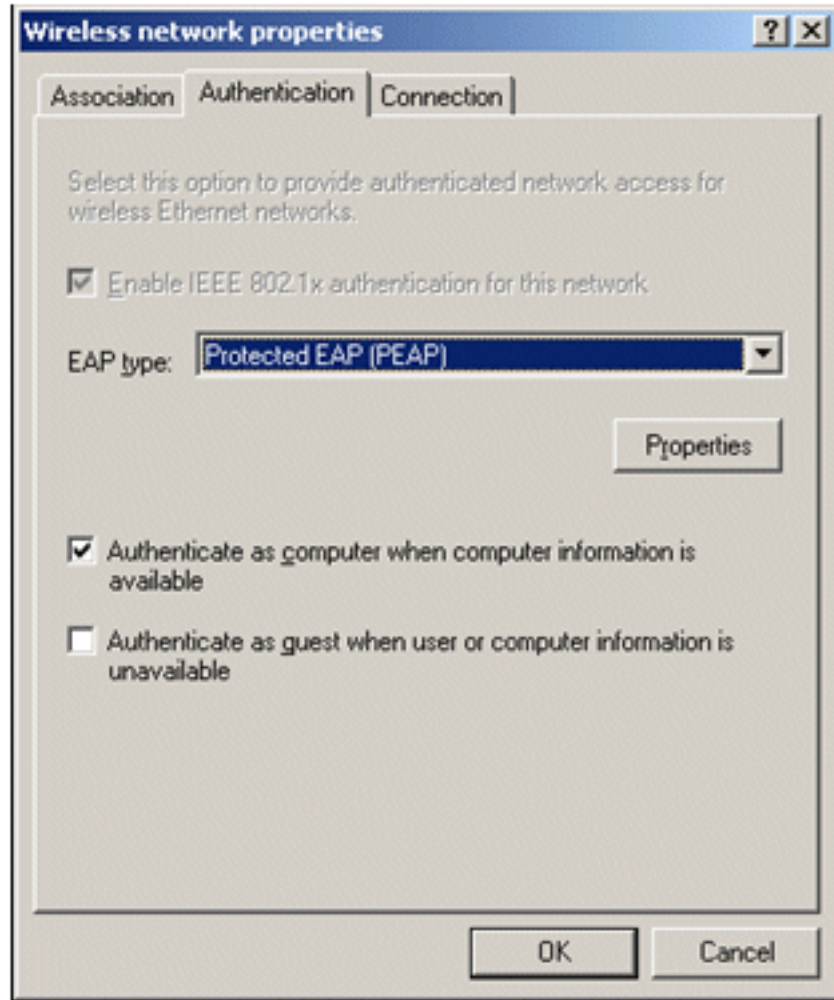 Wireless network properties
Association Authentication Connection
Select this option to provide authenticated network access for
wireless Ethernet networks.
Enable IEEE 802.1x authentication for this network
EAP type: Protected EAP (PEAP)
Properties
Authenticate as computer when computer information is
available
Authenticate as guest when user or computer information is
unavailable
OK Cancel